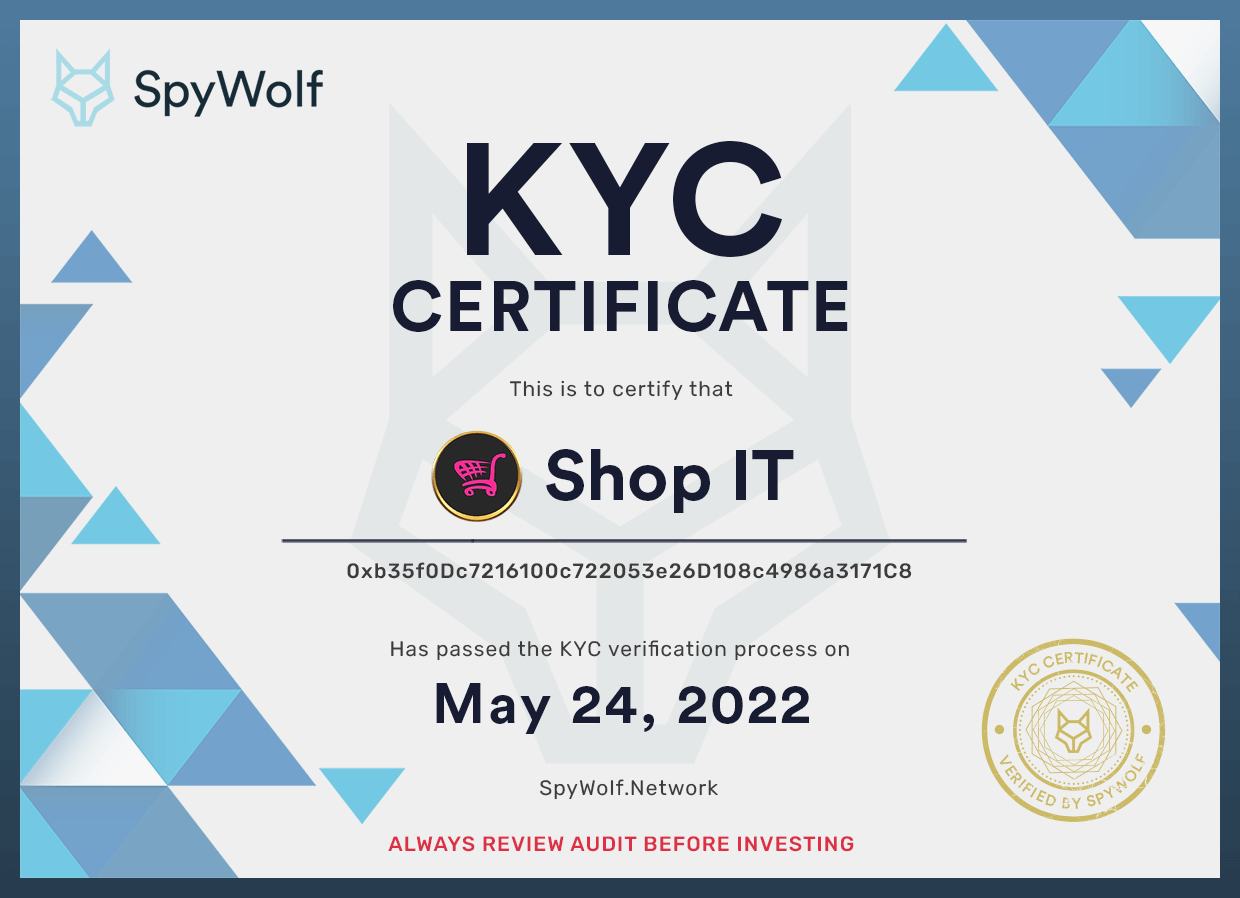 SpyWolf
KYC
CERTIFICATE
This is to certify that
Shop IT
0xb35f0Dc7216100c722053e26D108c4986a3171C8
Has passed the KYC verification process on
May 24, 2022
SpyWolf.Network
ALWAYS REVIEW AUDIT BEFORE INVESTING
KYC CERTIFICATE
VERIFIED BY SPYWOLF